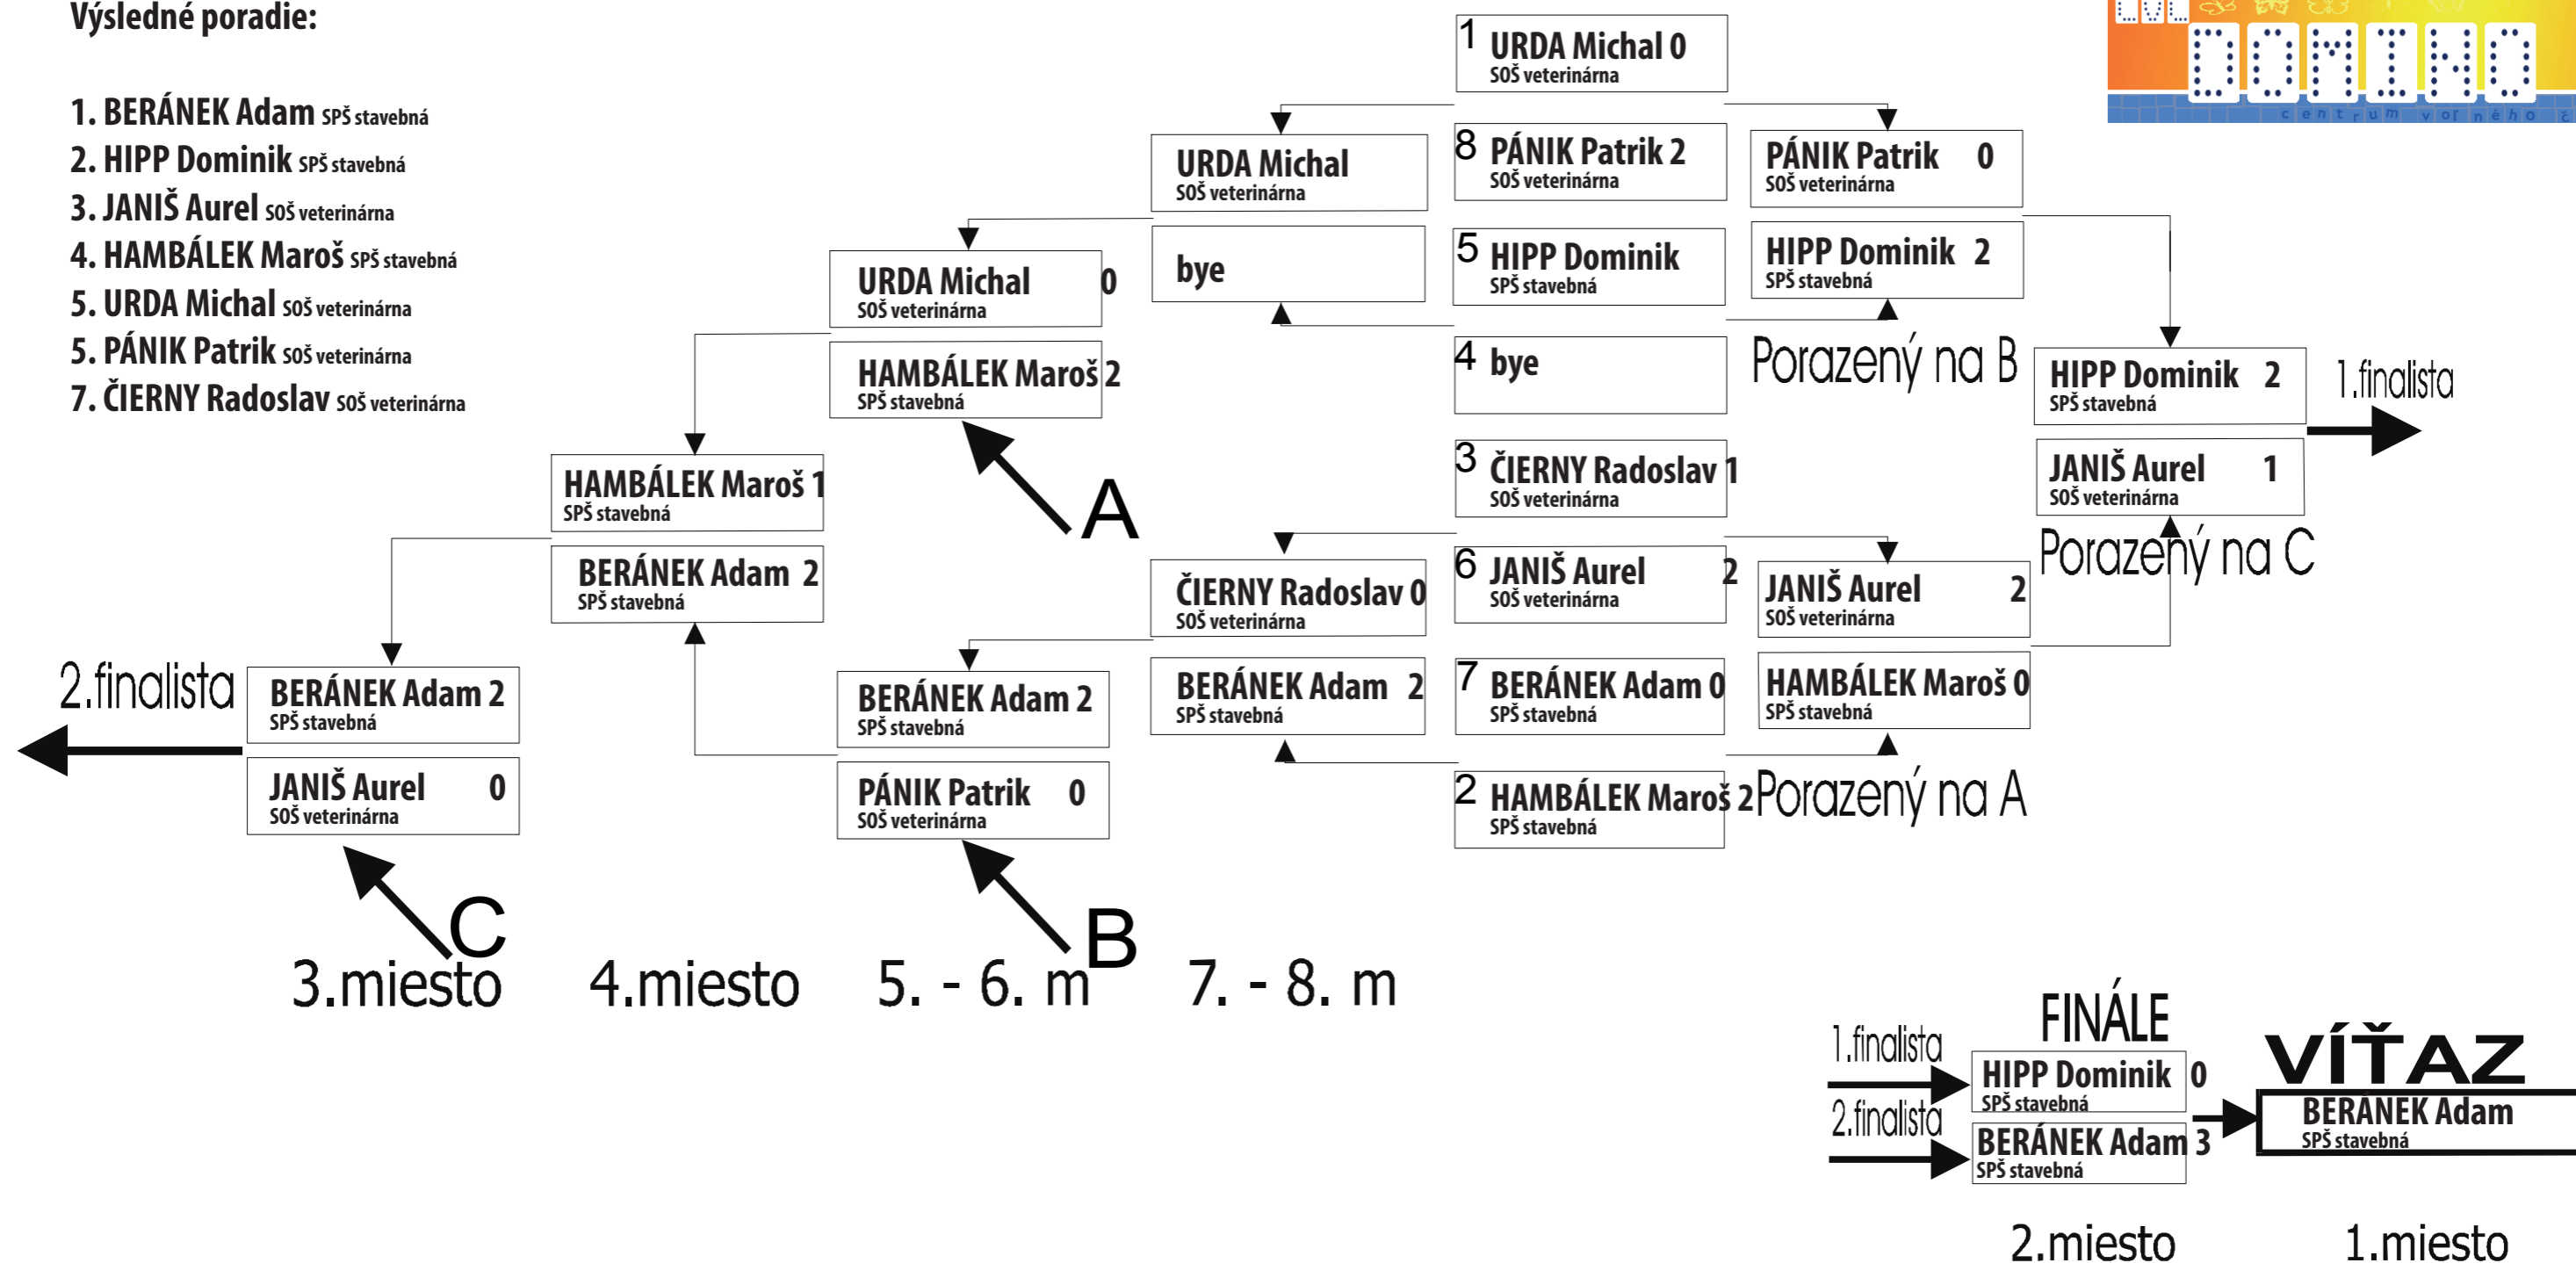 Výsledné poradie:
1. BERÁNEK Adam SPŠ stavebná
2. HIPP Dominik SPŠ stavebná
3. JANIŠ Aurel SOŠ veterinárna
4. HAMBÁLEK Maroš SPŠ stavebná
5. URDA Michal SOŠ veterinárna
5. PÁNIK Patrik SOŠ veterinárna
7. ČIERNY Radoslav SOŠ veterinárna
CVČ
DOMINO
centrum voľného č
1 URDA Michal 0
SOŠ veterinárna
8 PÁNIK Patrik 2
SOŠ veterinárna
5 HIPP Dominik
SPŠ stavebná
4 bye
3 ČIERNY Radoslav 1
SOŠ veterinárna
6 JANIŠ Aurel 2
SOŠ veterinárna
7 BERÁNEK Adam 0
SPŠ stavebná
2 HAMBÁLEK Maroš 2
SPŠ stavebná
URDA Michal
SOŠ veterinárna
bye
ČIERNY Radoslav 0
SOŠ veterinárna
BERÁNEK Adam 2
SPŠ stavebná
URDA Michal 0
SOŠ veterinárna
HAMBÁLEK Maroš 2
SPŠ stavebná
A
BERÁNEK Adam 2
SPŠ stavebná
PÁNIK Patrik 0
SOŠ veterinárna
B
HAMBÁLEK Maroš 1
SPŠ stavebná
BERÁNEK Adam 2
SPŠ stavebná
2.finalista
BERÁNEK Adam 2
SPŠ stavebná
JANIŠ Aurel 0
SOŠ veterinárna
C
PÁNIK Patrik 0
SOŠ veterinárna
HIPP Dominik 2
SPŠ stavebná
Porazený na B
JANIŠ Aurel 2
SOŠ veterinárna
HAMBÁLEK Maroš 0
SPŠ stavebná
Porazený na A
HIPP Dominik 2
SPŠ stavebná
1.finalista
JANIŠ Aurel 1
SOŠ veterinárna
Porazený na C
3.miesto 4.miesto 5. - 6. m 7. - 8. m
FINÁLE
1.finalista
HIPP Dominik 0
SPŠ stavebná
2.finalista
BERÁNEK Adam 3
SPŠ stavebná
VÍŤAZ
BERÁNEK Adam
SPŠ stavebná
2.miesto 1.miesto